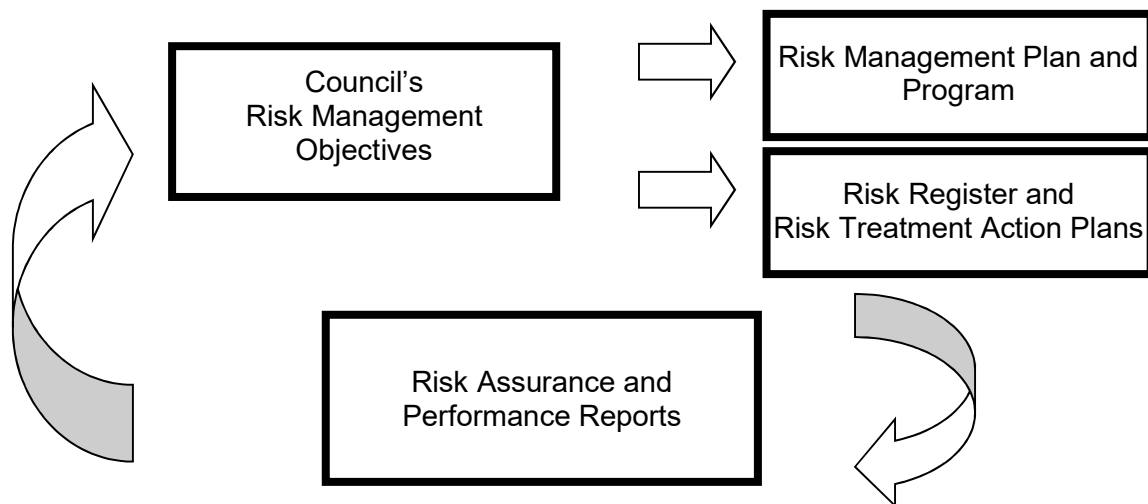 Council’s
Risk Management
Objectives
Risk Management Plan and
Program
Risk Register and
Risk Treatment Action Plans
Risk Assurance and
Performance Reports